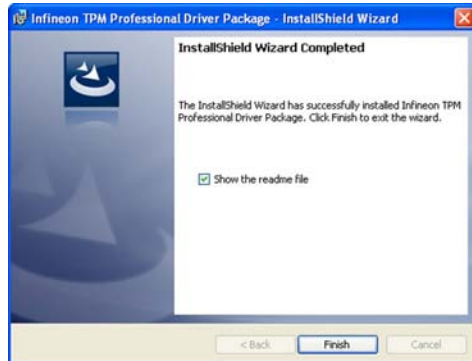 Infineon TPM Professional Driver Package - InstallShield Wizard
InstallShield Wizard Completed
The InstallShield Wizard has successfully installed Infineon TPM
Professional Driver Package. Click Finish to exit the wizard.
Show the readme file
< Back
Finish
Cancel